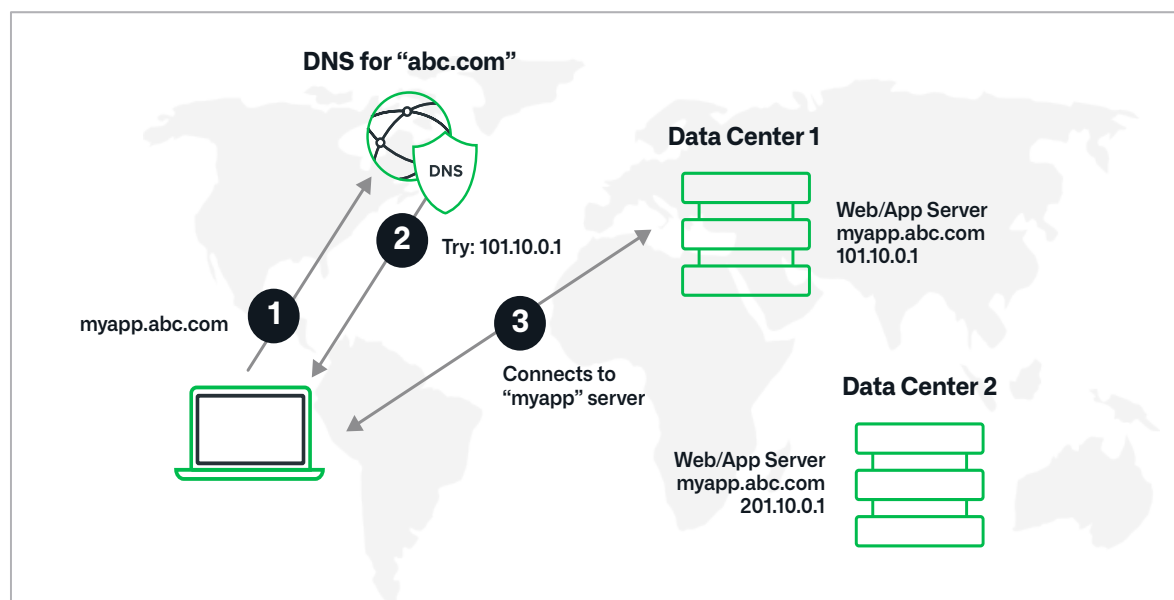 DNS for “abc.com”
DNS
Data Center 1
Web/App Server
myapp.abc.com
101.10.0.1
2
Try: 101.10.0.1
1
myapp.abc.com
3
Connects to
“myapp” server
Data Center 2
Web/App Server
myapp.abc.com
201.10.0.1